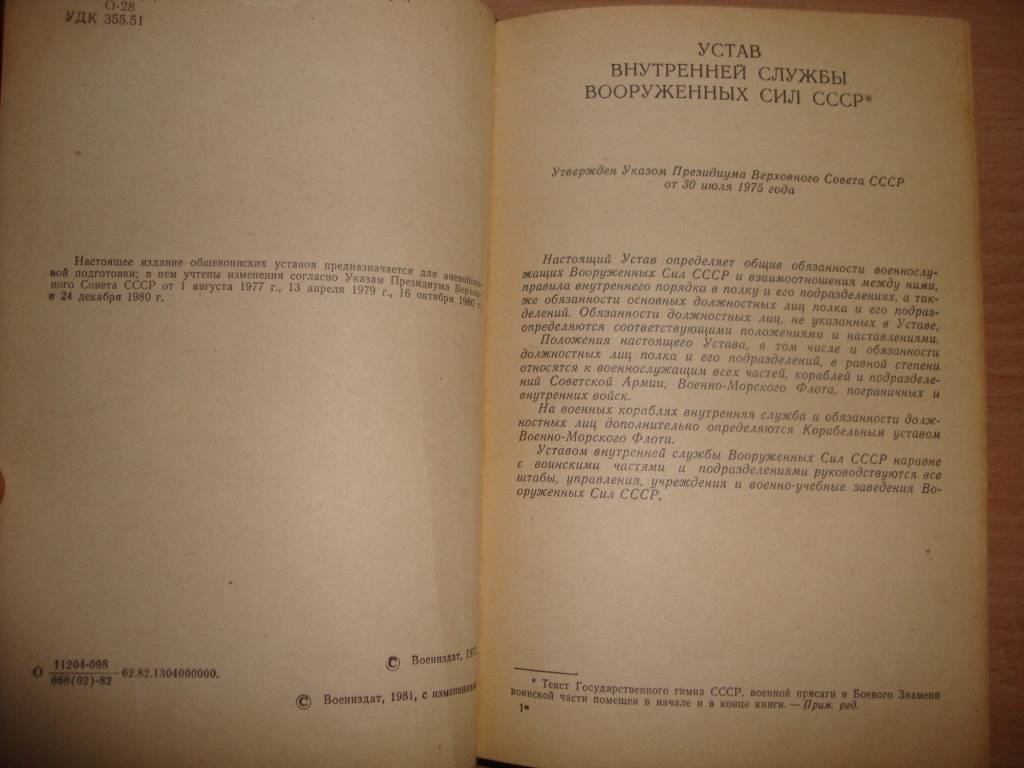 О-28
УДК 355.51
Настоящее издание общевоинских уставов предназначается для
вой подготовки; в нем учтены изменения согласно Указам Президиума Верхов-
ного Совета СССР от 1 августа 1977 г., 13 апреля 1979 г., 16 октября 1980 г.
и 24 декабря 1980 г.
О 11204-098
068(02)-82 62.82.1304000000.
© Воениздат,
© Воениздат, 1981, с изменениями
УСТАВ
ВНУТРЕННЕЙ СЛУЖБЫ
ВООРУЖЕННЫХ СИЛ СССР*
Утвержден Указом Президиума Верховного Совета СССР
от 30 июля 1975 года
Настоящий Устав определяет общие обязанности военнослу-
жащих Вооруженных Сил СССР и взаимоотношения между ними,
правила внутреннего порядка в полку и его подразделениях, а так-
же обязанности основных должностных лиц полка и его подраз-
делений. Обязанности должностных лиц, не указанных в Уставе,
определяются соответствующими положениями и наставлениями.
Положения настоящего Устава, в том числе и обязанности
должностных лиц полка и его подразделений, в равной степени
относятся к военнослужащим всех частей, кораблей и подразделе-
ний Советской Армии, Военно-Морского Флота, пограничных и
внутренних войск.
На военных кораблях внутренняя служба и обязанности долж-
ностных лиц дополнительно определяются Корабельным уставом
Военно-Морского Флота.
Уставом внутренней службы Вооруженных Сил СССР наравне
с воинскими частями и подразделениями руководствуются все
штабы, управления, учреждения и военно-учебные заведения Во-
оруженных Сил СССР.
* Текст Государственного гимна СССР, военной присяги и Боевого Знамени
воинской части помещен в начале и в конце книги. — Прим. ред.
1*